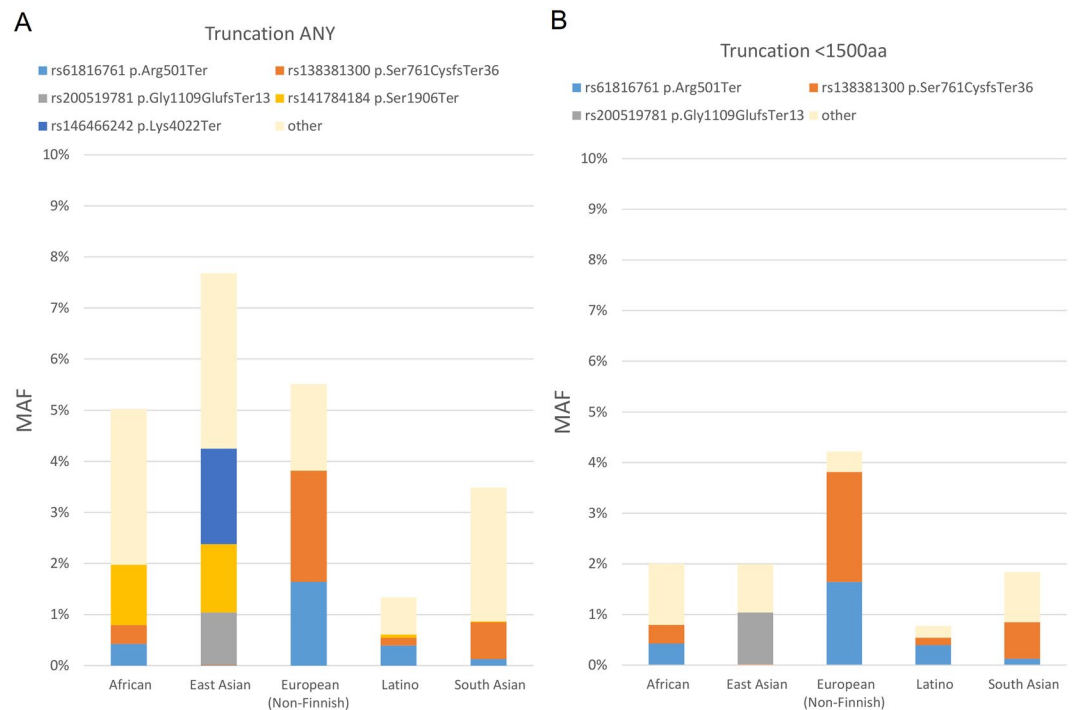 A
Truncation ANY
rs61816761 p.Arg501Ter rs138381300 p.Ser761CysfsTer36
rs200519781 p.Gly1109GlufsTer13 rs141784184 p.Ser1906Ter
rs146466242 p.Lys4022Ter other
10%
9%
8%
7%
6%
5%
4%
3%
2%
1%
0%
MAF
African East Asian European Latino South Asian
(Non-Finnish)
B
Truncation <1500aa
rs61816761 p.Arg501Ter rs138381300 p.Ser761CysfsTer36
rs200519781 p.Gly1109GlufsTer13 other
10%
9%
8%
7%
6%
5%
4%
3%
2%
1%
0%
MAF
African East Asian European Latino South Asian
(Non-Finnish)